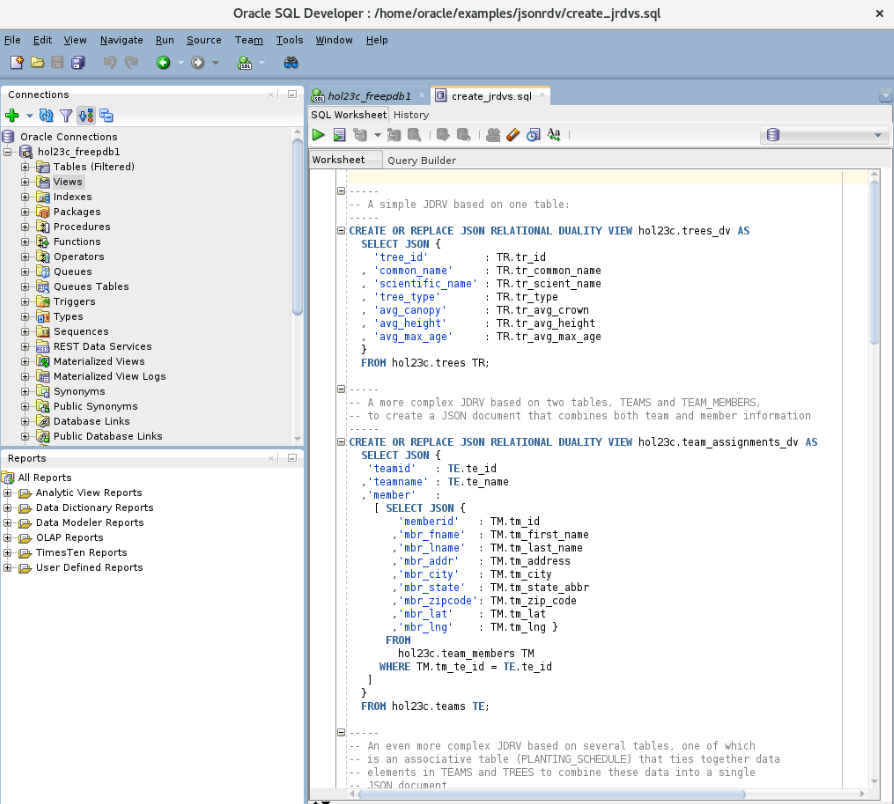 Oracle SQL Developer : /home/oracle/examples/jsonrdv/create_jrdvs.sql
File Edit View Navigate Run Source Team Tools Window Help
Connections
Oracle Connections
hol23c_freepdb1
Tables (Filtered)
Views
Indexes
Packages
Procedures
Functions
Operators
Queues
Queues Tables
Triggers
Types
Sequences
REST Data Services
Materialized Views
Materialized View Logs
Synonyms
Public Synonyms
Database Links
Public Database Links
Reports
All Reports
Analytic View Reports
Data Dictionary Reports
Data Modeler Reports
OLAP Reports
TimesTen Reports
User Defined Reports
hol23c_freepdb1 create_jrdvs.sql
SQL Worksheet History
Worksheet Query Builder
-----
-- A simple JDRV based on one table:
-----
CREATE OR REPLACE JSON RELATIONAL DUALITY VIEW hol23c.trees_dv AS
SELECT JSON {
'tree_id' : TR.tr_id
, 'common_name' : TR.tr_common_name
, 'scientific_name' : TR.tr_scient_name
, 'tree_type' : TR.tr_type
, 'avg_canopy' : TR.tr_avg_crown
, 'avg_height' : TR.tr_avg_height
, 'avg_max_age' : TR.tr_avg_max_age
}
FROM hol23c.trees TR;
-----
-- A more complex JDRV based on two tables, TEAMS and TEAM_MEMBERS,
-- to create a JSON document that combines both team and member information
-----
CREATE OR REPLACE JSON RELATIONAL DUALITY VIEW hol23c.team_assignments_dv AS
SELECT JSON {
'teamid' : TE.te_id
,'teamname' : TE.te_name
,'member' :
[ SELECT JSON {
'memberid' : TM.tm_id
,'mbr_fname' : TM.tm_first_name
,'mbr_lname' : TM.tm_last_name
,'mbr_addr' : TM.tm_address
,'mbr_city' : TM.tm_city
,'mbr_state' : TM.tm_state_abbr
,'mbr_zipcode': TM.tm_zip_code
,'mbr_lat' : TM.tm_lat
,'mbr_lng' : TM.tm_lng }
FROM
hol23c.team_members TM
WHERE TM.tm_te_id = TE.te_id
]
}
FROM hol23c.teams TE;
-----
-- An even more complex JDRV based on several tables, one of which
-- is an associative table (PLANTING_SCHEDULE) that ties together data
-- elements in TEAMS and TREES to combine these data into a single
-- JSON document